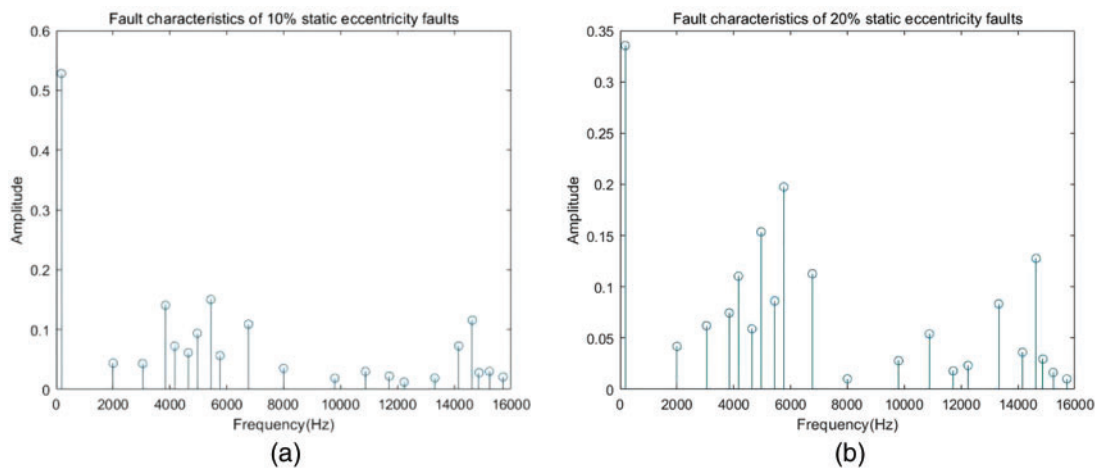 Fault characteristics of 10% static eccentricity faults
0.6
0.5
0.4
0.3
0.2
0.1
0
Amplitude
0 2000 4000 6000 8000 10000 12000 14000 16000
Frequency(Hz)
(a)
Fault characteristics of 20% static eccentricity faults
0.35
0.3
0.25
0.2
0.15
0.1
0.05
0
Amplitude
0 2000 4000 6000 8000 10000 12000 14000 16000
Frequency(Hz)
(b)